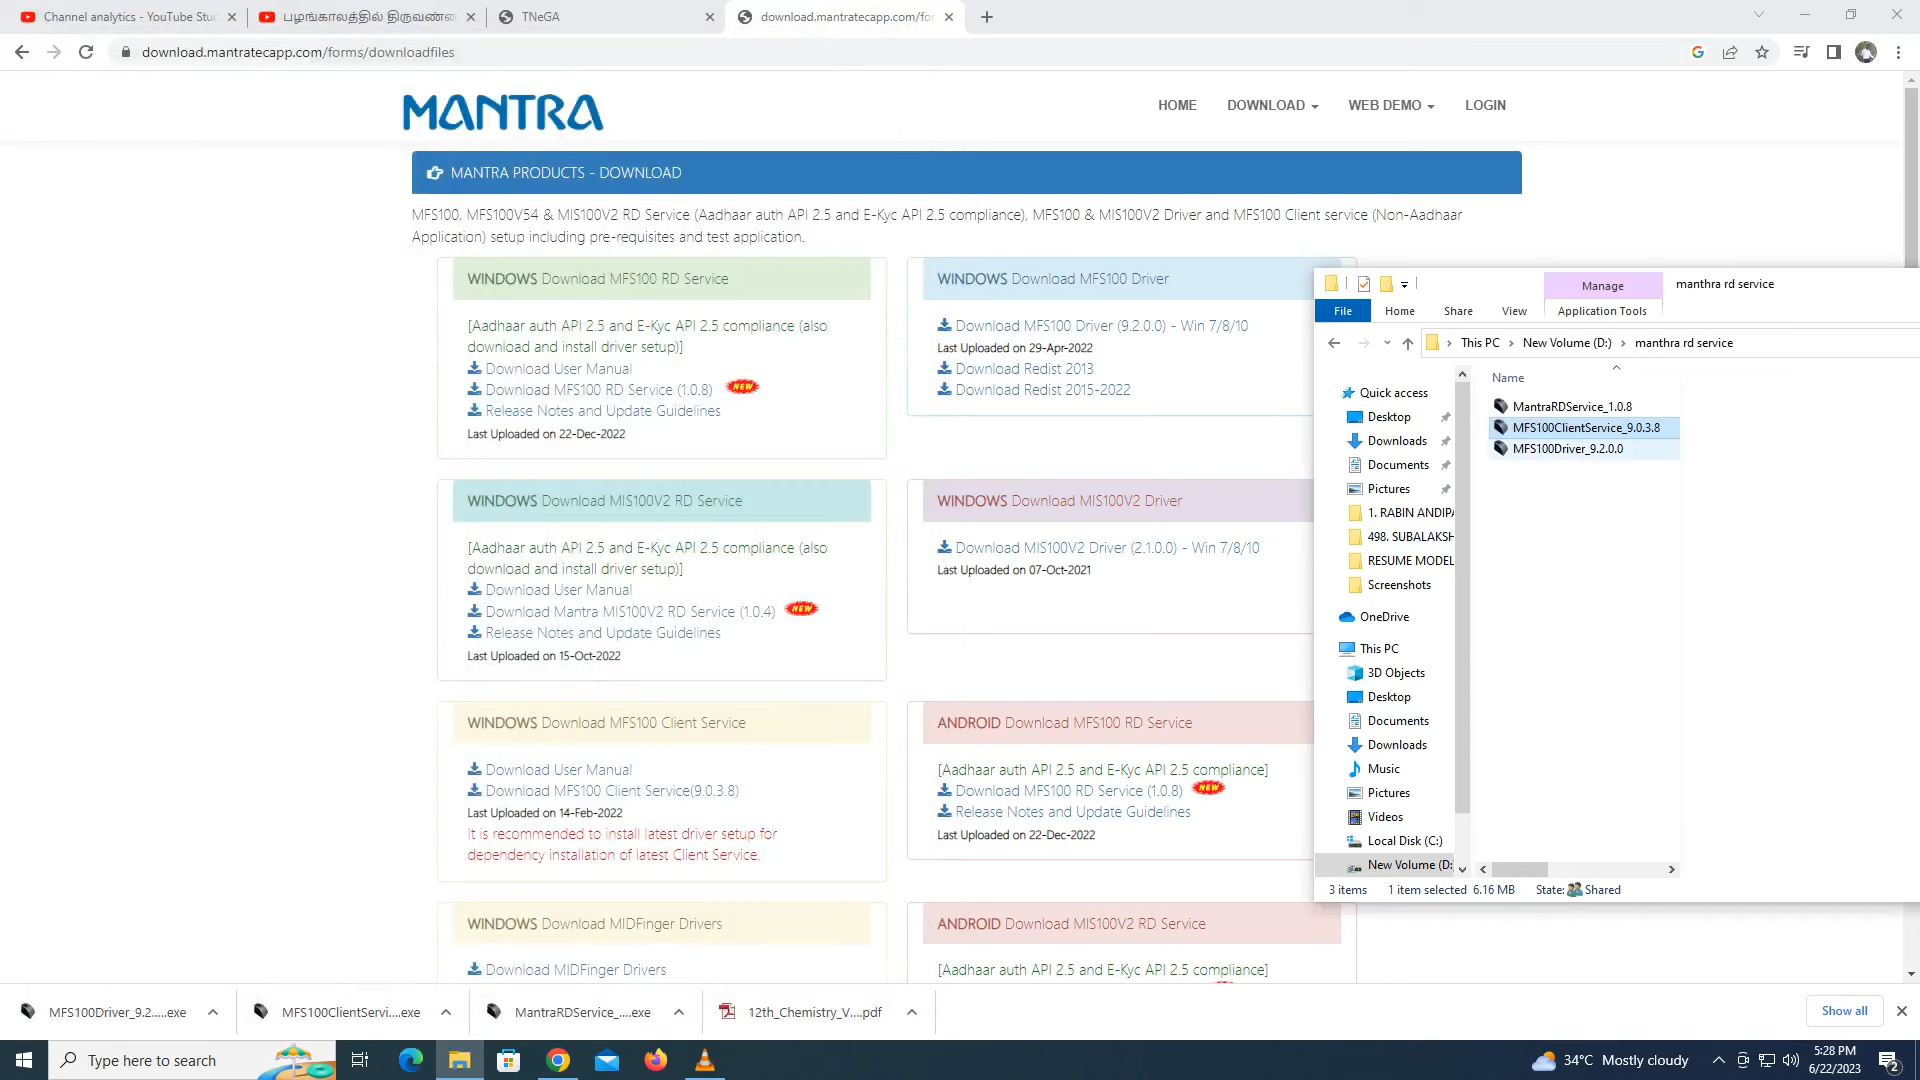 Channel analytics - YouTube Stu
TNeGA
download.mantratecapp.com/for
download.mantratecapp.com/forms/downloadfiles
MANTRA
HOME
DOWNLOAD
WEB DEMO
LOGIN
MANTRA PRODUCTS - DOWNLOAD
MFS100, MFS100V54 & MIS100V2 RD Service (Aadhaar auth API 2.5 and E-Kyc API 2.5 compliance), MFS100 & MIS100V2 Driver and MFS100 Client service (Non-Aadhaar
Application) setup including pre-requisites and test application.
WINDOWS Download MFS100 RD Service
[Aadhaar auth API 2.5 and E-Kyc API 2.5 compliance (also
download and install driver setup)]
Download User Manual
Download MFS100 RD Service (1.0.8) NEW
Release Notes and Update Guidelines
Last Uploaded on 22-Dec-2022
WINDOWS Download MFS100 Driver
Download MFS100 Driver (9.2.0.0) - Win 7/8/10
Last Uploaded on 29-Apr-2022
Download Redist 2013
Download Redist 2015-2022
WINDOWS Download MIS100V2 RD Service
[Aadhaar auth API 2.5 and E-Kyc API 2.5 compliance (also
download and install driver setup)]
Download User Manual
Download Mantra MIS100V2 RD Service (1.0.4) NEW
Release Notes and Update Guidelines
Last Uploaded on 15-Oct-2022
WINDOWS Download MIS100V2 Driver
Download MIS100V2 Driver (2.1.0.0) - Win 7/8/10
Last Uploaded on 07-Oct-2021
WINDOWS Download MFS100 Client Service
Download User Manual
Download MFS100 Client Service(9.0.3.8)
Last Uploaded on 14-Feb-2022
It is recommended to install latest driver setup for
dependency installation of latest Client Service.
ANDROID Download MFS100 RD Service
[Aadhaar auth API 2.5 and E-Kyc API 2.5 compliance]
Download MFS100 RD Service (1.0.8) NEW
Release Notes and Update Guidelines
Last Uploaded on 22-Dec-2022
WINDOWS Download MIDFinger Drivers
Download MIDFinger Drivers
ANDROID Download MIS100V2 RD Service
[Aadhaar auth API 2.5 and E-Kyc API 2.5 compliance]
Manage
manthra rd service
File
Home
Share
View
Application Tools
This PC
New Volume (D:)
manthra rd service
Name
MantraRDService_1.0.8
MFS100ClientService_9.0.3.8
MFS100Driver_9.2.0.0
Quick access
Desktop
Downloads
Documents
Pictures
1. RABIN ANDIPA
498. SUBALAKSH
RESUME MODEL
Screenshots
OneDrive
This PC
3D Objects
Desktop
Documents
Downloads
Music
Pictures
Videos
Local Disk (C:)
New Volume (D:
3 items
1 item selected 6.16 MB
State: Shared
MFS100Driver_9.2.....exe
MFS100ClientServi....exe
MantraRDService_....exe
12th_Chemistry_V....pdf
Show all
Type here to search
34°C Mostly cloudy
5:28 PM
6/22/2023
2